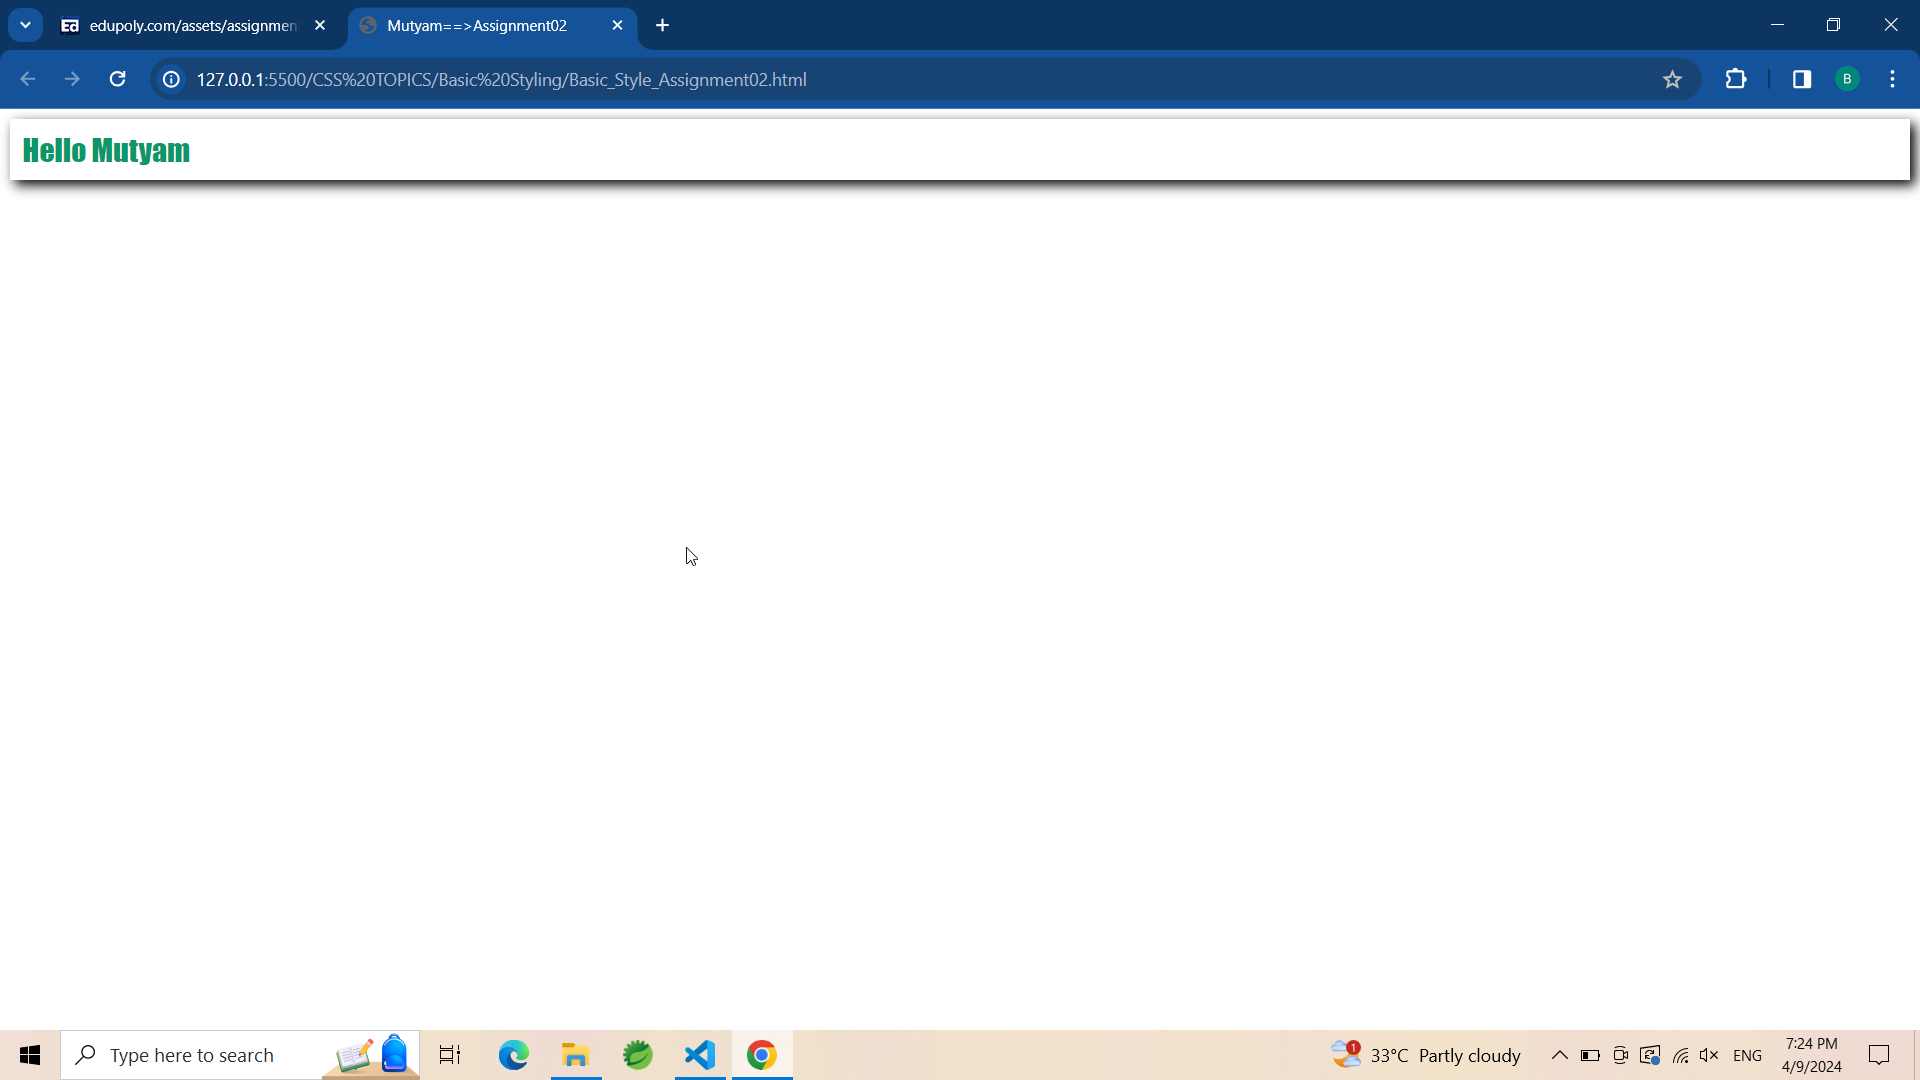 Ed edupoly.com/assets/assignmen
Mutyam==>Assignment02
127.0.0.1:5500/CSS%20TOPICS/Basic%20Styling/Basic_Style_Assignment02.html
B
Hello Mutyam
Type here to search
1
33°C Partly cloudy
ENG
7:24 PM
4/9/2024